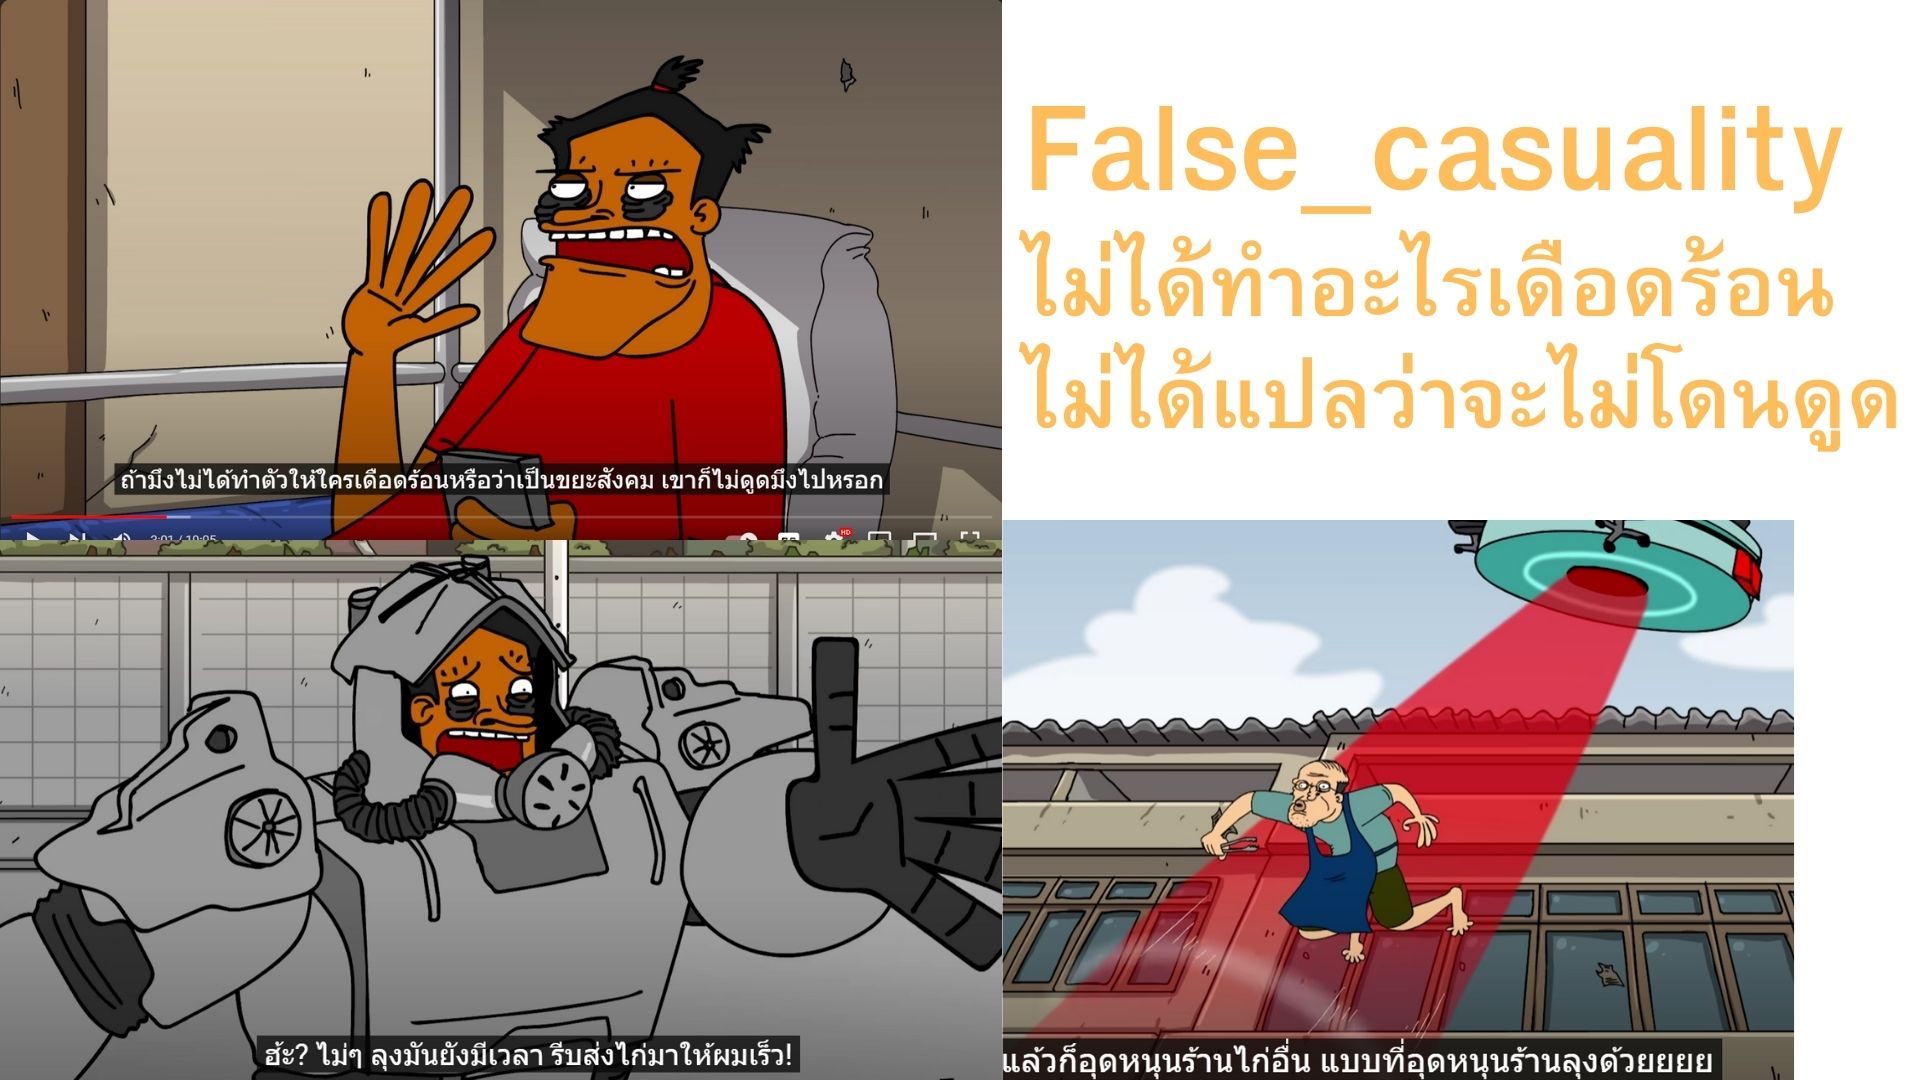 False_casuality
ไม่ได้ทำอะไรเดือดร้อน
ไม่ได้แปลว่าจะไม่โดนดูด
ถ้ามึงไม่ได้ทำตัวให้ใครเดือดร้อนหรือว่าเป็นขยะสังคม เขาก็ไม่ดูดมึงไปหรอก
HD
ฮ้ะ? ไม่ๆ ลุงมันยังมีเวลา รีบส่งไก่มาให้ผมเร็ว!
แล้วก็อุดหนุนร้านไก่อื่น แบบที่อุดหนุนร้านลุงด้วยยยย